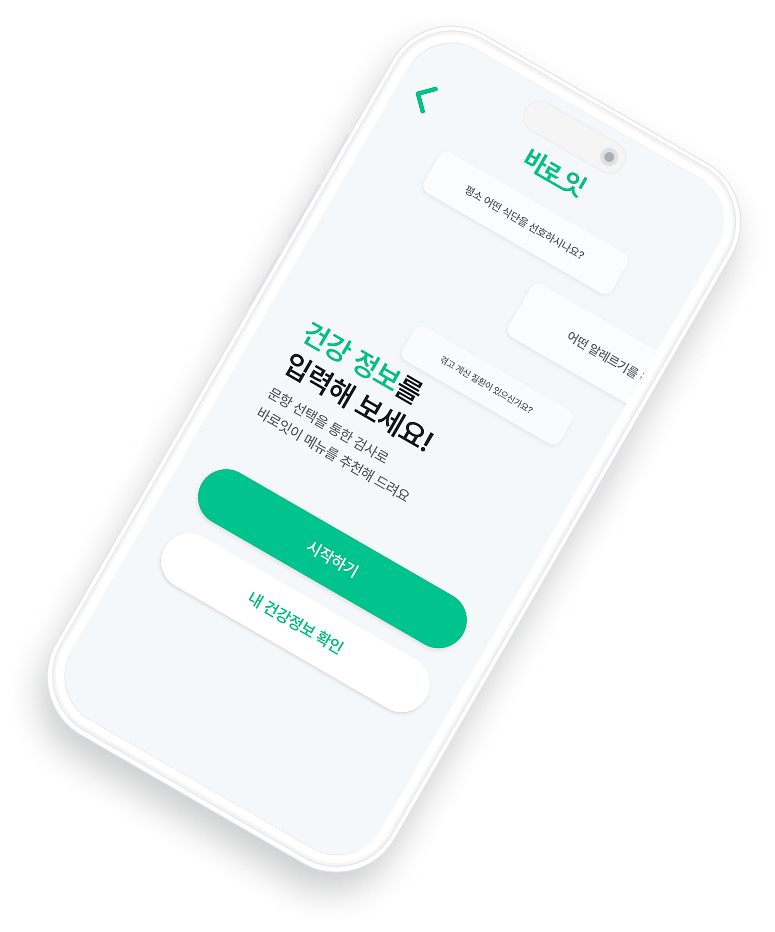 바로잇
평소 어떤 식단을 선호하시나요?
어떤 알레르기를
겪고 계신 질환이 있으신가요?
건강 정보를
입력해 보세요!
문항 선택을 통한 검사로
바로잇이 메뉴를 추천해 드려요
시작하기
내 건강정보 확인